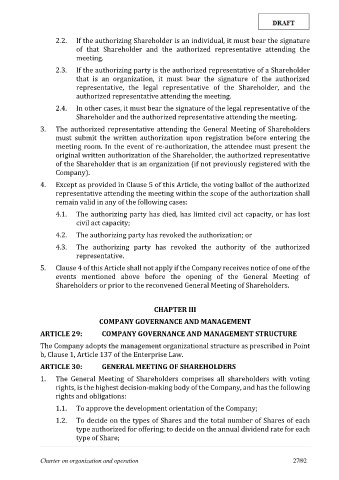 DRAFT
2.2. If the authorizing Shareholder is an individual, it must bear the signature
of that Shareholder and the authorized representative attending the
meeting.
2.3. If the authorizing party is the authorized representative of a Shareholder
that is an organization, it must bear the signature of the authorized
representative, the legal representative of the Shareholder, and the
authorized representative attending the meeting.
2.4. In other cases, it must bear the signature of the legal representative of the
Shareholder and the authorized representative attending the meeting.
3. The authorized representative attending the General Meeting of Shareholders
must submit the written authorization upon registration before entering the
meeting room. In the event of re-authorization, the attendee must present the
original written authorization of the Shareholder, the authorized representative
of the Shareholder that is an organization (if not previously registered with the
Company).
4. Except as provided in Clause 5 of this Article, the voting ballot of the authorized
representative attending the meeting within the scope of the authorization shall
remain valid in any of the following cases:
4.1. The authorizing party has died, has limited civil act capacity, or has lost
civil act capacity;
4.2. The authorizing party has revoked the authorization; or
4.3. The authorizing party has revoked the authority of the authorized
representative.
5. Clause 4 of this Article shall not apply if the Company receives notice of one of the
events mentioned above before the opening of the General Meeting of
Shareholders or prior to the reconvened General Meeting of Shareholders.
CHAPTER III
COMPANY GOVERNANCE AND MANAGEMENT
ARTICLE 29: COMPANY GOVERNANCE AND MANAGEMENT STRUCTURE
The Company adopts the management organizational structure as prescribed in Point
b, Clause 1, Article 137 of the Enterprise Law.
ARTICLE 30: GENERAL MEETING OF SHAREHOLDERS
1. The General Meeting of Shareholders comprises all shareholders with voting
rights, is the highest decision-making body of the Company, and has the following
rights and obligations:
1.1. To approve the development orientation of the Company;
1.2. To decide on the types of Shares and the total number of Shares of each
type authorized for offering; to decide on the annual dividend rate for each
type of Share;
Charter on organization and operation 27/92